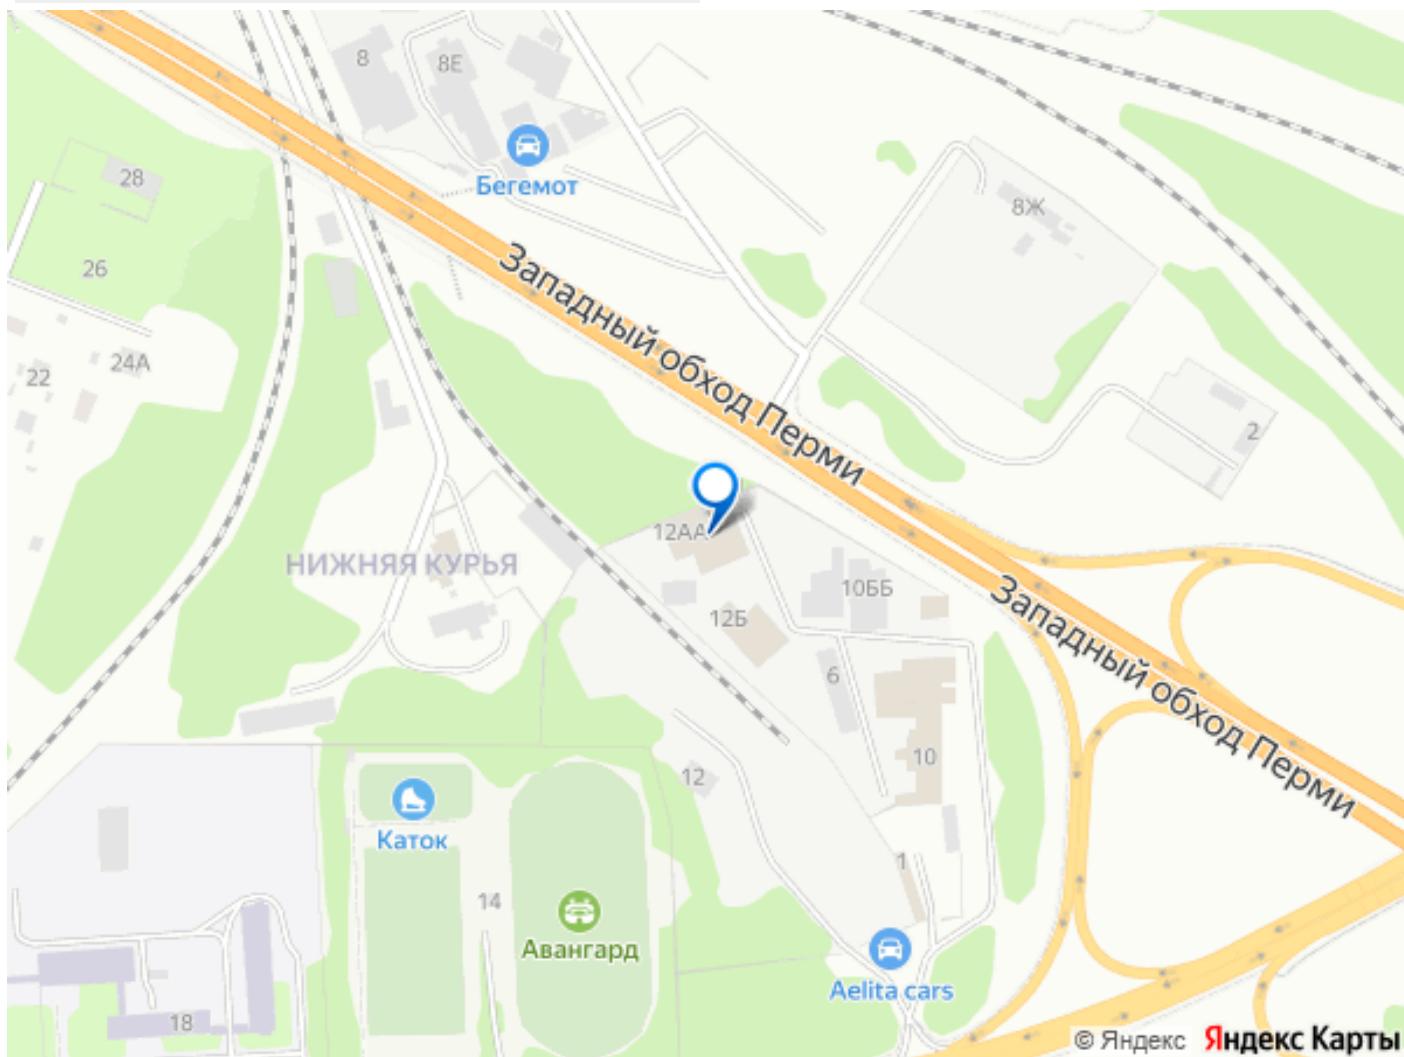 8
8Е
Бегемот
28
26
24А
22
8Ж
2
Западный обход Перми
12АА
НИЖНЯЯ КУРЬЯ
10ББ
12Б
6
Западный обход Перми
10
12
Каток
1
14
Авангард
Aelita cars
18
© Яндекс Яндекс Карты